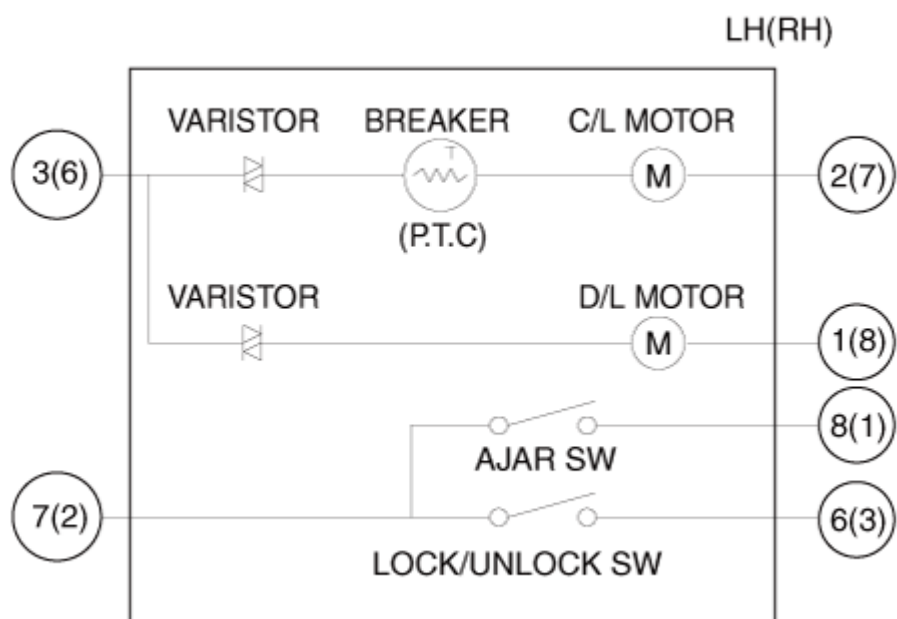 LH(RH)
VARISTOR BREAKER C/L MOTOR
3(6) T M 2(7)
(P.T.C)
VARISTOR D/L MOTOR
M 1(8)
8(1)
AJAR SW
7(2) 6(3)
LOCK/UNLOCK SW